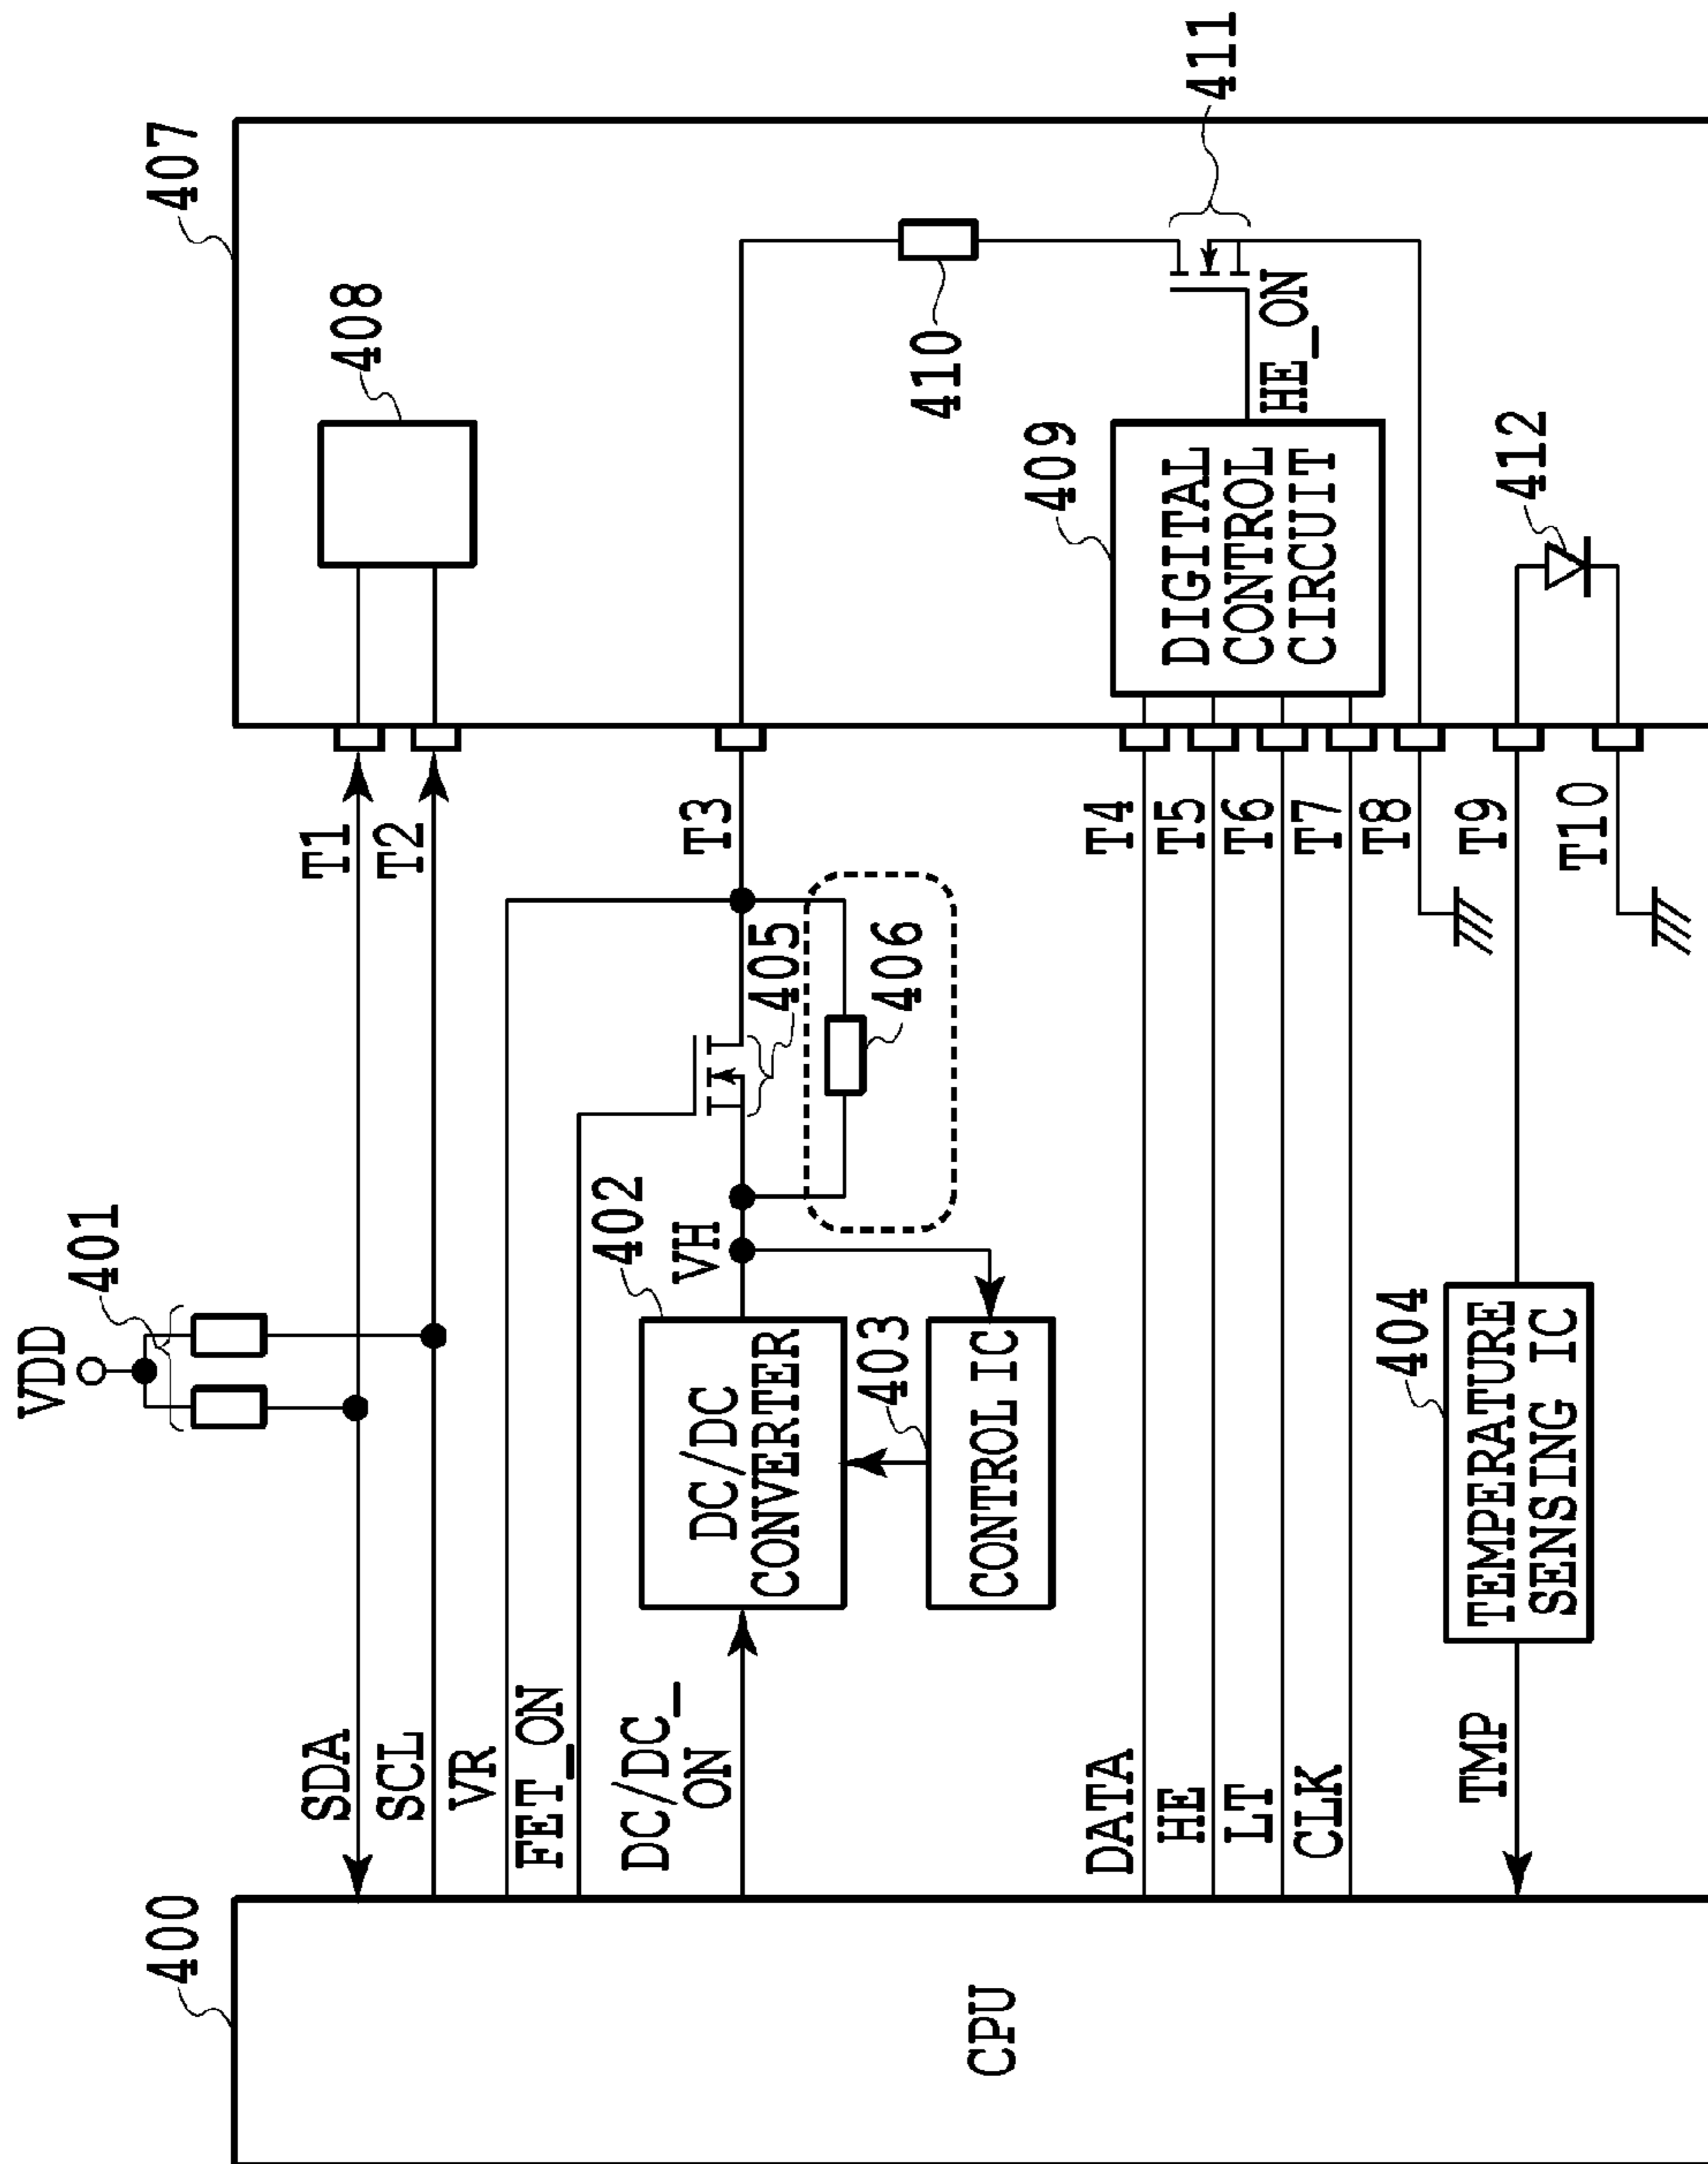 VDD
401
400
407
SDA
T1
SCL
T2
408
VR
FET_ON
402
DC/DC_
ON
VH
T3
DC/DC
CONVERTER
405
403
406
410
CONTROL IC
DATA
T4
409
HE
T5
DIGITAL
CONTROL
CIRCUIT
411
LT
T6
HE_ON
CLK
T7
T8
CPU
404
TMP
TEMPERATURE
SENSING IC
T9
412
T10